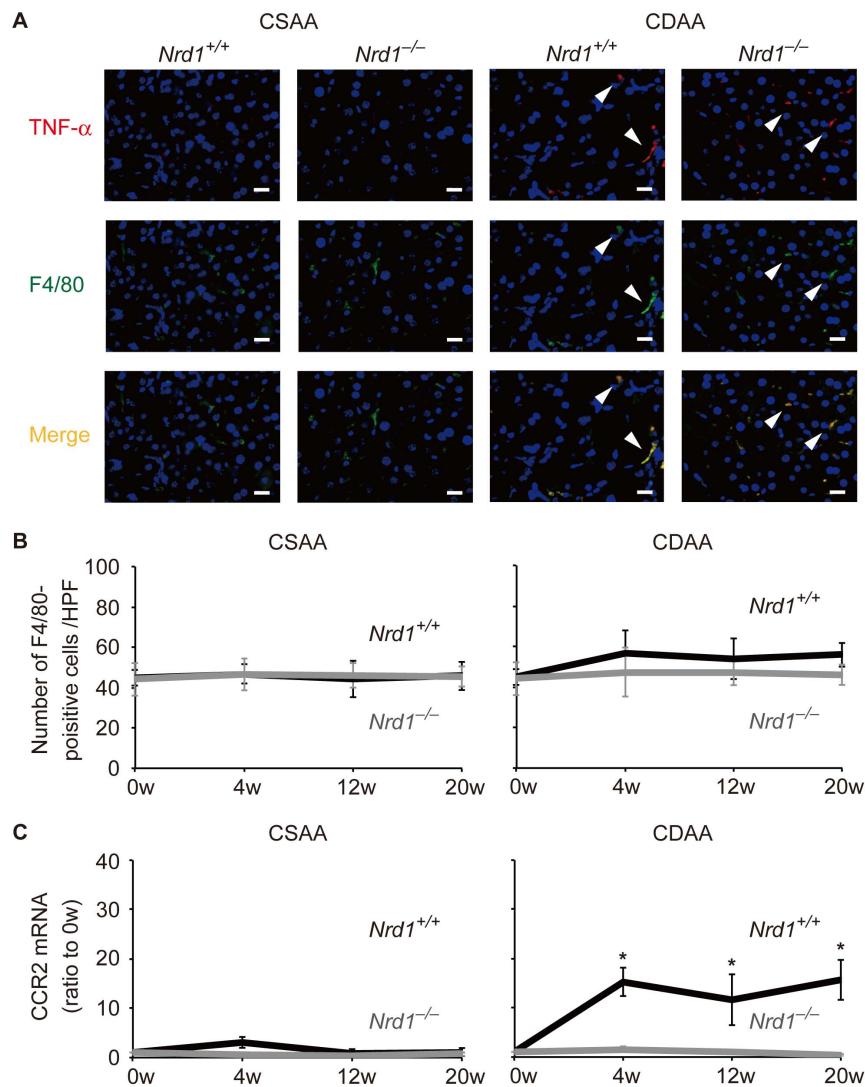 A
CSAA
CDAA
Nrd1+/+
Nrd1–/–
Nrd1+/+
Nrd1–/–
TNF-α
F4/80
Merge
B
CSAA
CDAA
Number of F4/80-
poisitive cells /HPF
100
80
60
40
20
0
Nrd1+/+
Nrd1–/–
0w
4w
12w
20w
Nrd1+/+
Nrd1–/–
0w
4w
12w
20w
C
CSAA
CDAA
CCR2 mRNA
(ratio to 0w)
40
30
20
10
0
Nrd1+/+
Nrd1–/–
0w
4w
12w
20w
Nrd1+/+
*
*
*
Nrd1–/–
0w
4w
12w
20w